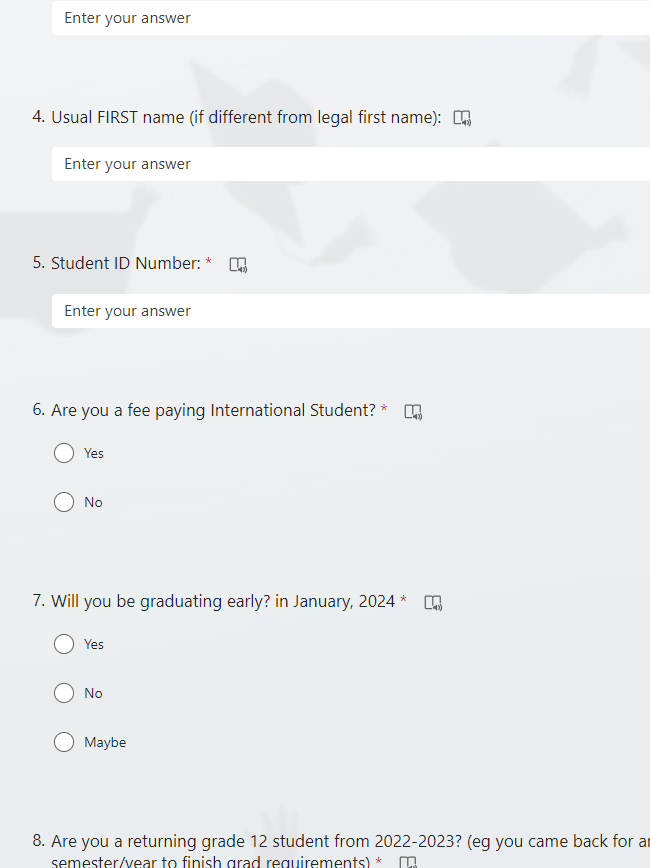 Enter your answer
4. Usual FIRST name (if different from legal first name):
Enter your answer
5. Student ID Number: *
Enter your answer
6. Are you a fee paying International Student? *
Yes
No
7. Will you be graduating early? in January, 2024 *
Yes
No
Maybe
8. Are you a returning grade 12 student from 2022-2023? (eg you came back for
semester/year to finish grad requirements) *